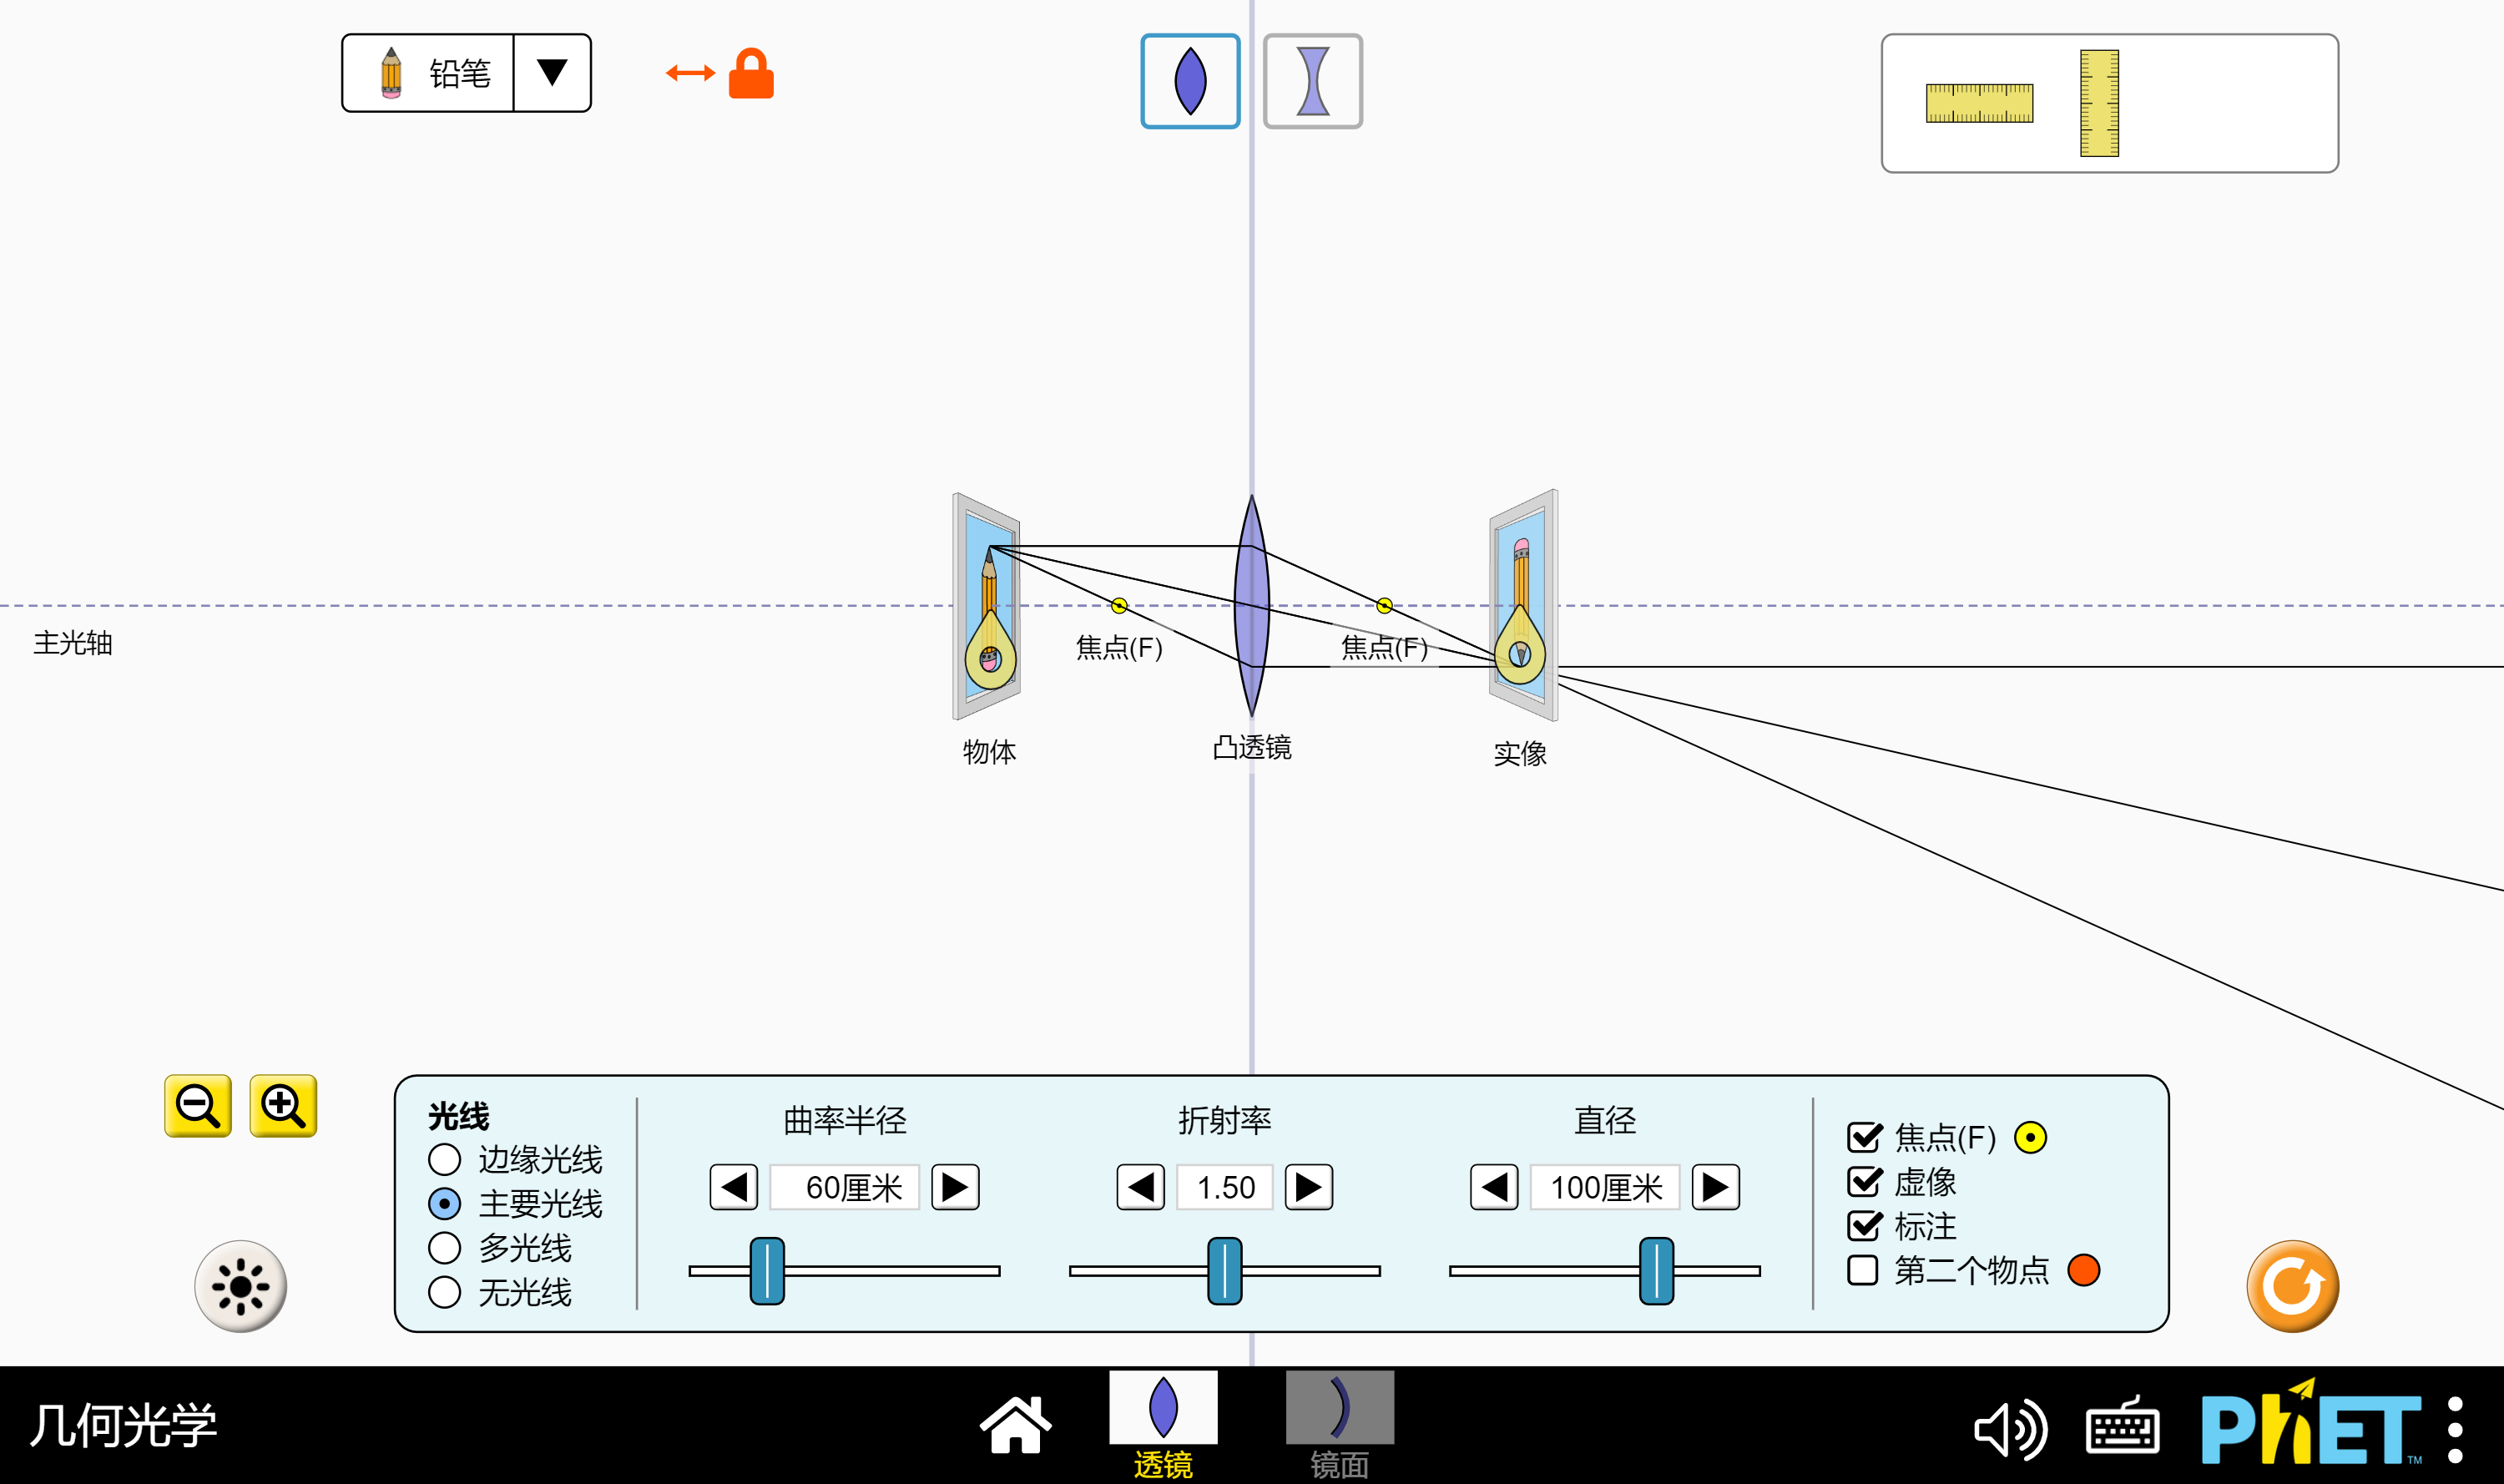 铅笔
主光轴
焦点(F)
焦点(F)
物体
凸透镜
实像
光线
边缘光线
主要光线
多光线
无光线
曲率半径
60厘米
折射率
1.50
直径
100厘米
焦点(F)
虚像
标注
第二个物点
几何光学
透镜
镜面
PhET™